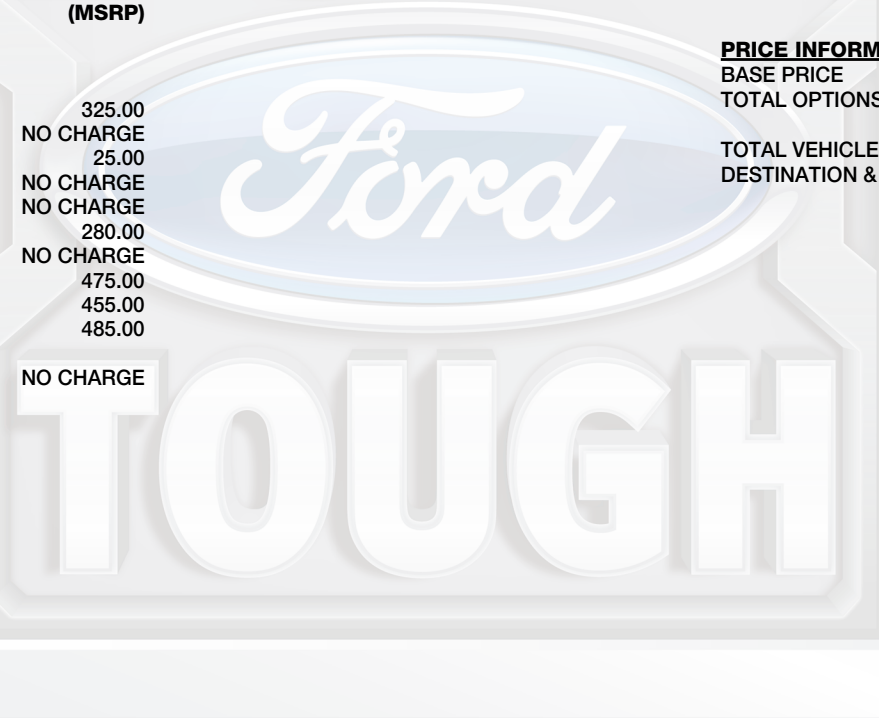 (MSRP)
325.00
NO CHARGE
25.00
NO CHARGE
NO CHARGE
280.00
NO CHARGE
475.00
455.00
485.00
NO CHARGE
PRICE INFORM
BASE PRICE
TOTAL OPTIONS
TOTAL VEHICLE
DESTINATION &
Ford
TOUGH